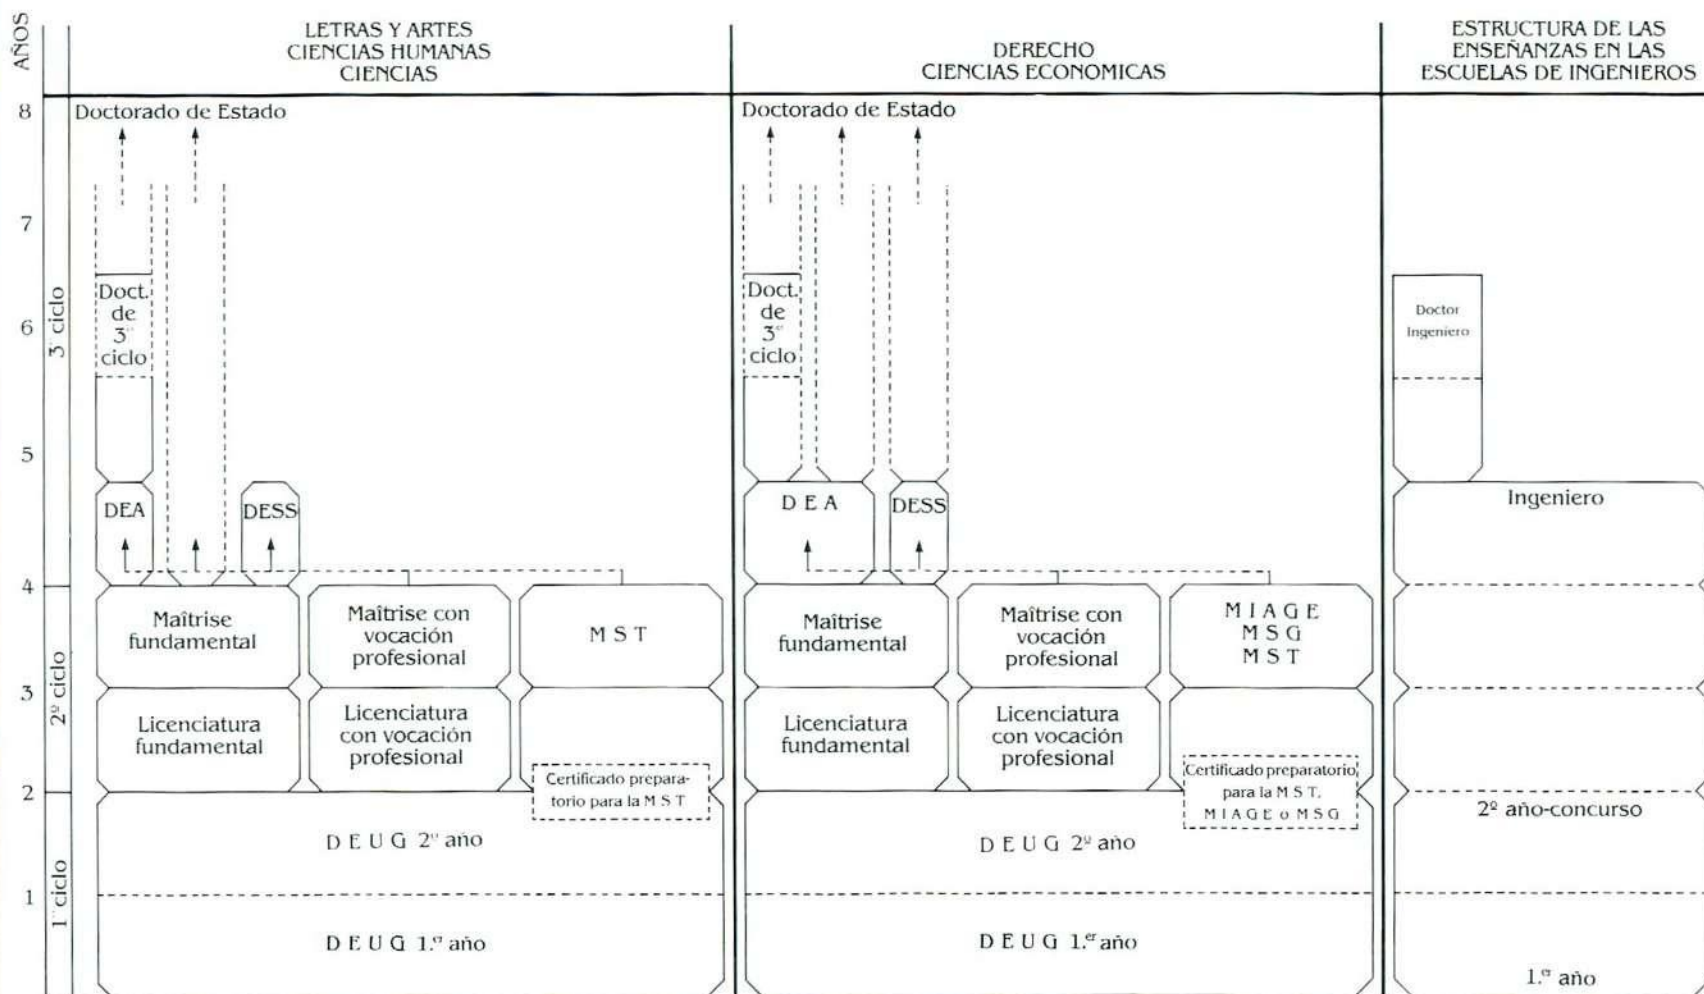 AÑOS
LETRAS Y ARTES
CIENCIAS HUMANAS
CIENCIAS
DERECHO
CIENCIAS ECONOMICAS
ESTRUCTURA DE LAS
ENSEÑANZAS EN LAS
ESCUELAS DE INGENIEROS
8
7
6
5
4
3
2
1
3er ciclo
2º ciclo
1er ciclo
Doctorado de Estado
Doct.
de
3er
ciclo
DEA
DESS
Maîtrise
fundamental
Maîtrise con
vocación
profesional
M S T
Licenciatura
fundamental
Licenciatura
con vocación
profesional
Certificado prepara-
torio para la M S T
D E U G 2º año
D E U G 1.er año
Doctorado de Estado
Doct.
de
3er
ciclo
D E A
DESS
Maîtrise
fundamental
Maîtrise con
vocación
profesional
M I A G E
M S G
M S T
Licenciatura
fundamental
Licenciatura
con vocación
profesional
Certificado preparatorio
para la M S T,
M I A G E o M S G
D E U G 2º año
D E U G 1.er año
Doctor
Ingeniero
Ingeniero
2º año-concurso
1.er año